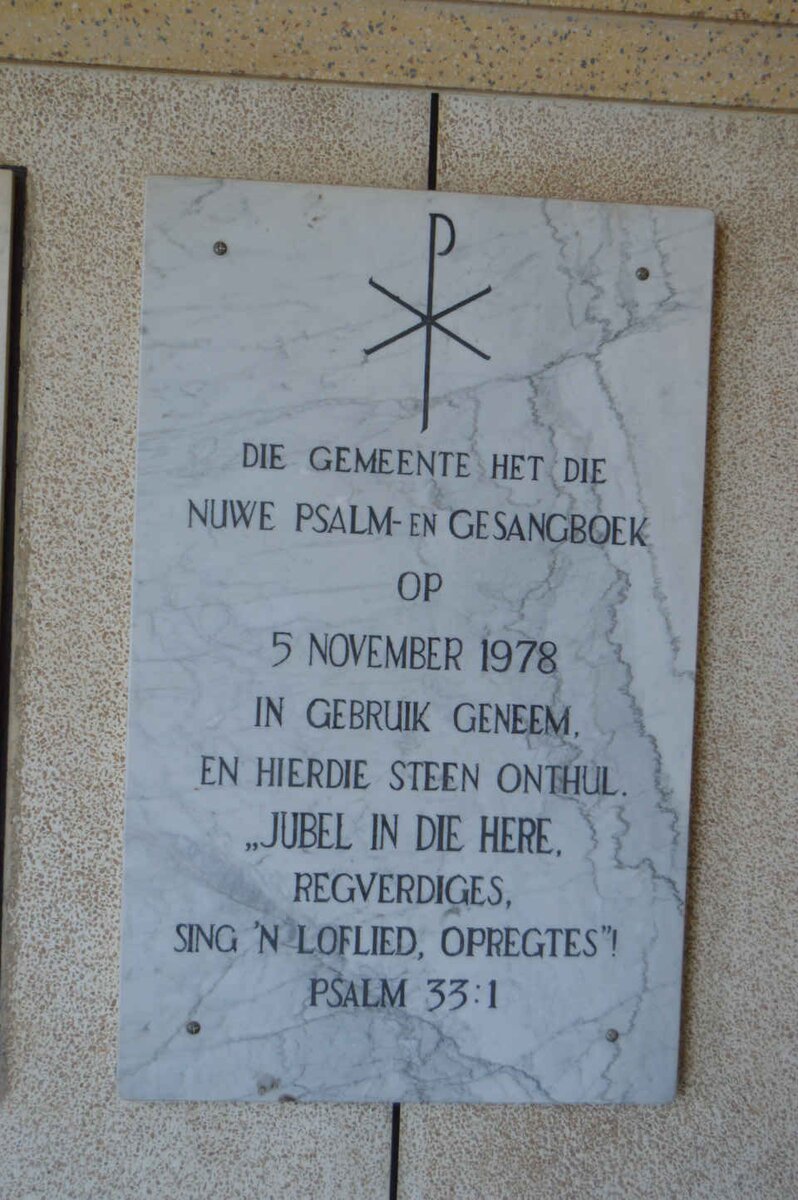 DIE GEMEENTE HET DIE
NUWE PSALM- EN GESANGBOEK
OP
5 NOVEMBER 1978
IN GEBRUIK GENEEM,
EN HIERDIE STEEN ONTHUL.
„JUBEL IN DIE HERE,
REGVERDIGES,
SING 'N LOFLIED, OPREGTES"!
PSALM 33:1